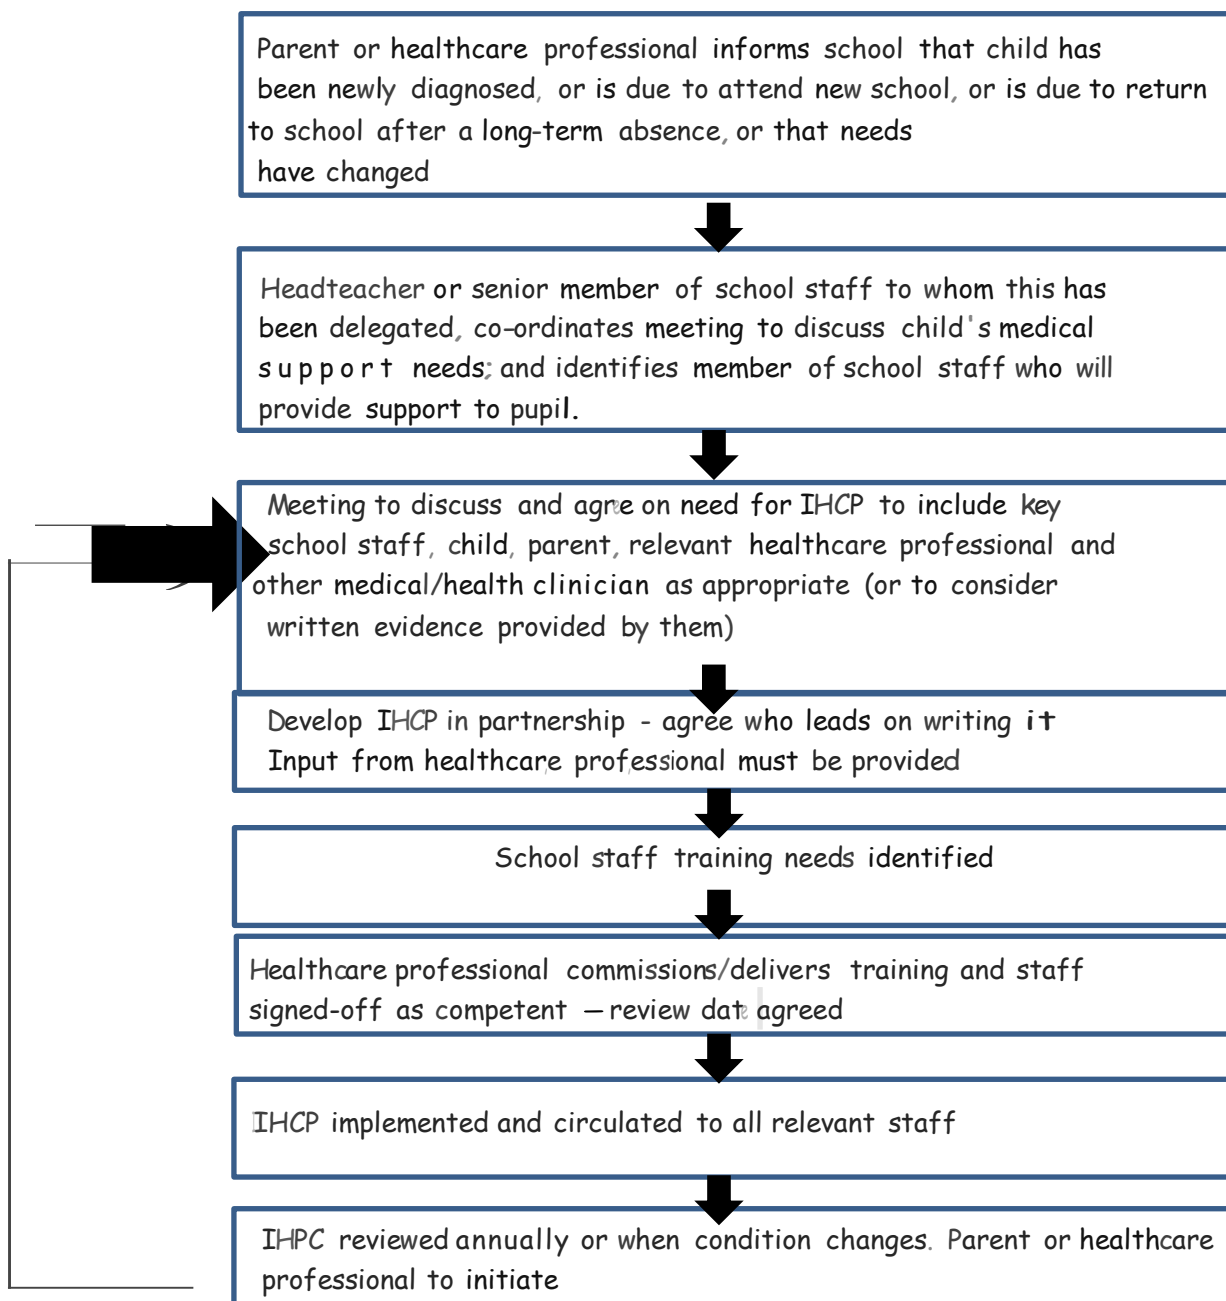 Parent or healthcare professional informs school that child has
been newly diagnosed, or is due to attend new school, or is due to return
to school after a long-term absence, or that needs
have changed
Headteacher or senior member of school staff to whom this has
been delegated, co-ordinates meeting to discuss child's medical
support needs; and identifies member of school staff who will
provide support to pupil.
Meeting to discuss and agree on need for IHCP to include key
school staff, child, parent, relevant healthcare professional and
other medical/health clinician as appropriate (or to consider
written evidence provided by them)
Develop IHCP in partnership - agree who leads on writing it
Input from healthcare professional must be provided
School staff training needs identified
Healthcare professional commissions/delivers training and staff
signed-off as competent – review date agreed
IHCP implemented and circulated to all relevant staff
IHPC reviewed annually or when condition changes. Parent or healthcare
professional to initiate